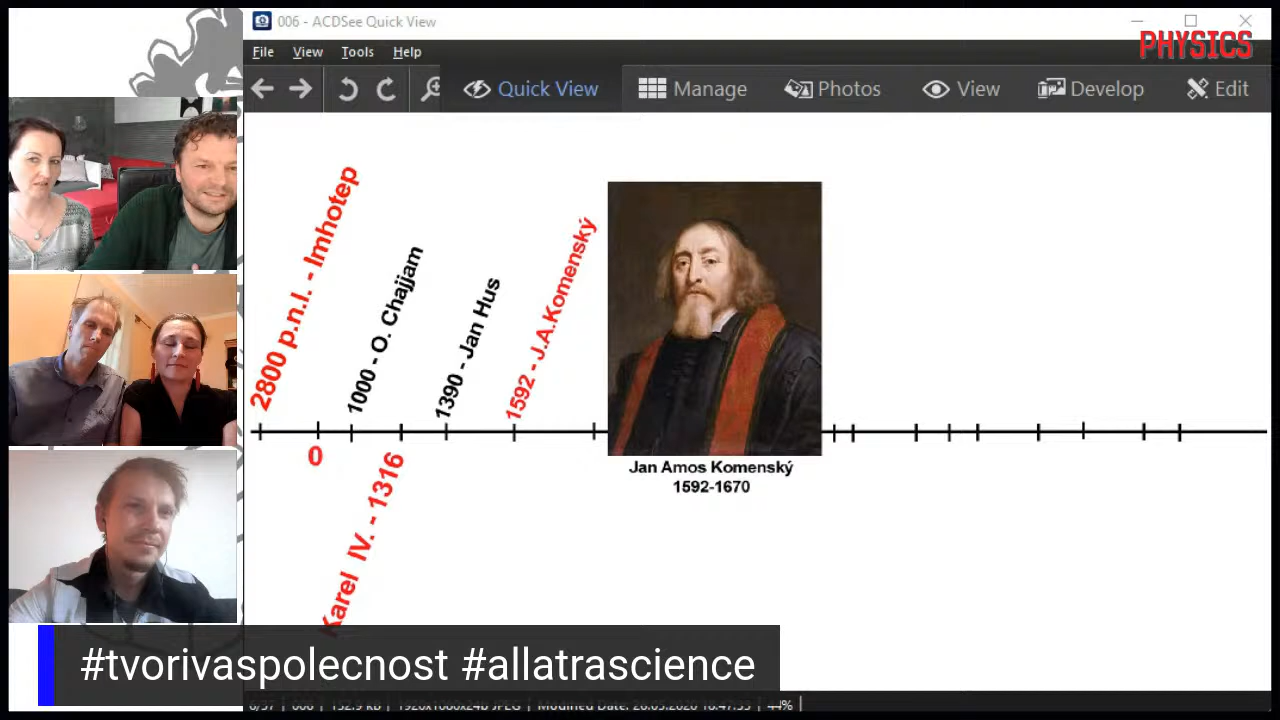 006 - ACDSee Quick View
PHYSICS
File View Tools Help
Quick View Manage Photos View Develop Edit
2800 p.n.l. - Imhotep
1000 - O. Chajjam
1390 - Jan Hus
1592 - J.A.Komenský
0
Karel IV. - 1316
Jan Amos Komenský
1592-1670
#tvorivaspolecnost #allatrascience